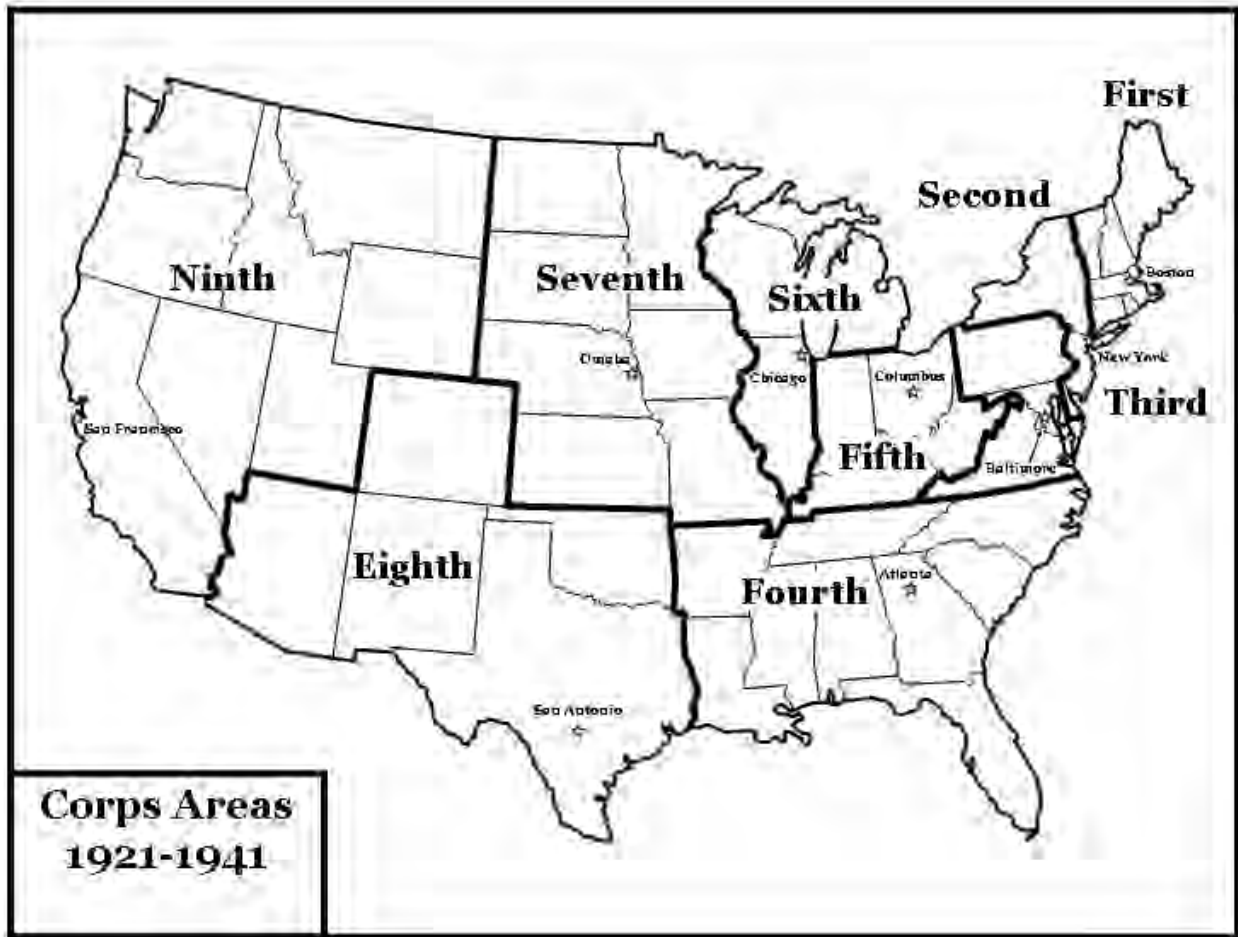 First
Second
Boston
Ninth
Seventh
Sixth
Omaha
Chicago
Columbus
New York
Third
San Francisco
Fifth
Baltimore
Eighth
Fourth
Atlanta
San Antonio
Corps Areas
1921-1941